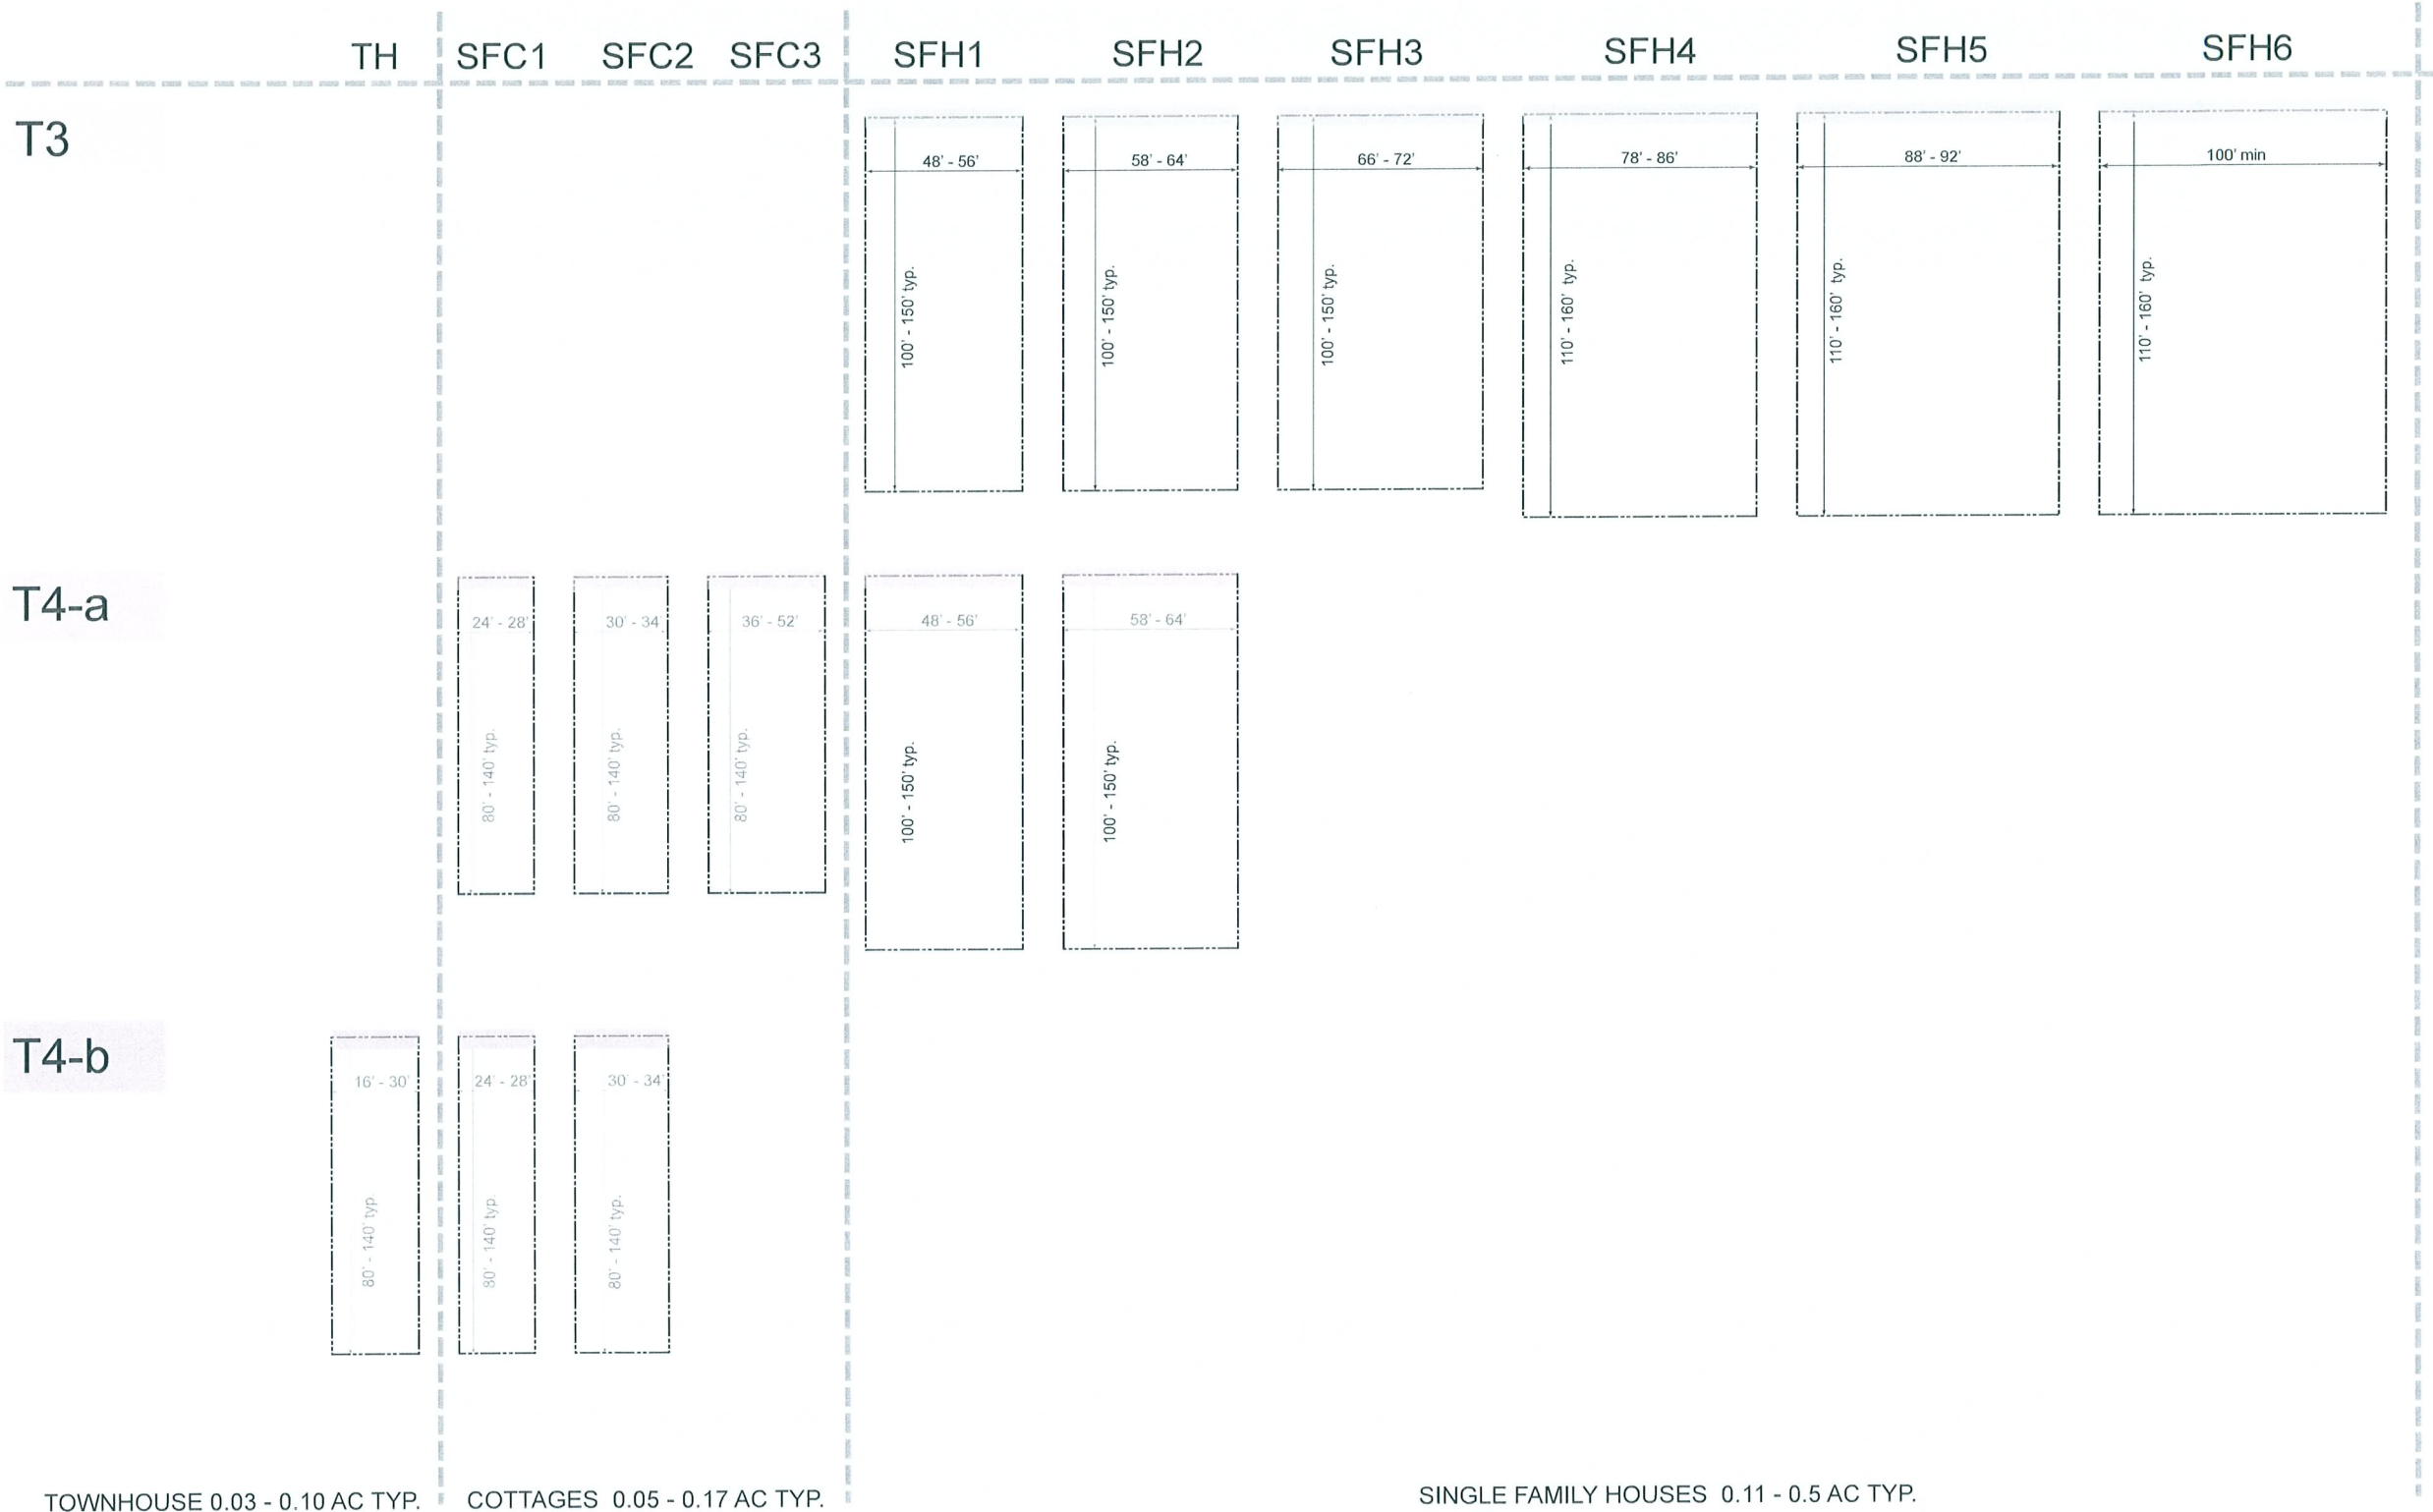 TH SFC1 SFC2 SFC3 SFH1 SFH2 SFH3 SFH4 SFH5 SFH6
T3
48' - 56' 58' - 64' 66' - 72' 78' - 86' 88' - 92' 100' min
100' - 150' typ. 100' - 150' typ. 100' - 150' typ. 110' - 160' typ. 110' - 160' typ. 110' - 160' typ.
T4-a
24' - 28' 30' - 34' 36' - 52' 48' - 56' 58' - 64'
80' - 140' typ. 80' - 140' typ. 80' - 140' typ. 100' - 150' typ. 100' - 150' typ.
T4-b
16' - 30' 24' - 28' 30' - 34'
80' - 140' typ 80' - 140' typ 80' - 140' typ.
TOWNHOUSE 0.03 - 0.10 AC TYP. COTTAGES 0.05 - 0.17 AC TYP. SINGLE FAMILY HOUSES 0.11 - 0.5 AC TYP.